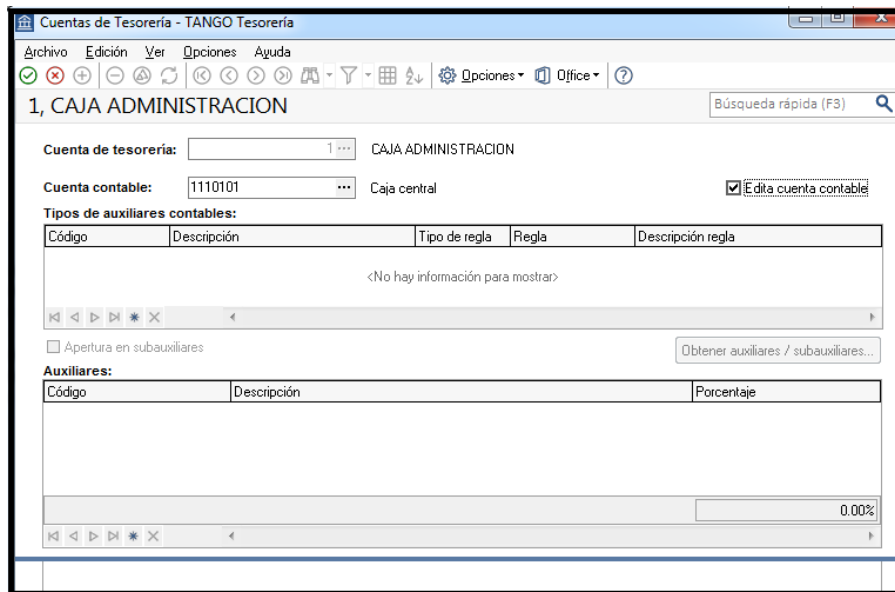 Cuentas de Tesorería - TANGO Tesorería
Archivo Edición Ver Opciones Ayuda
Opciones Office
1, CAJA ADMINISTRACION
Búsqueda rápida (F3)
Cuenta de tesorería: 1 CAJA ADMINISTRACION
Cuenta contable: 1110101 Caja central Edita cuenta contable
Tipos de auxiliares contables:
Código Descripción Tipo de regla Regla Descripción regla
<No hay información para mostrar>
Apertura en subauxiliares Obtener auxiliares / subauxiliares...
Auxiliares:
Código Descripción Porcentaje
0.00%